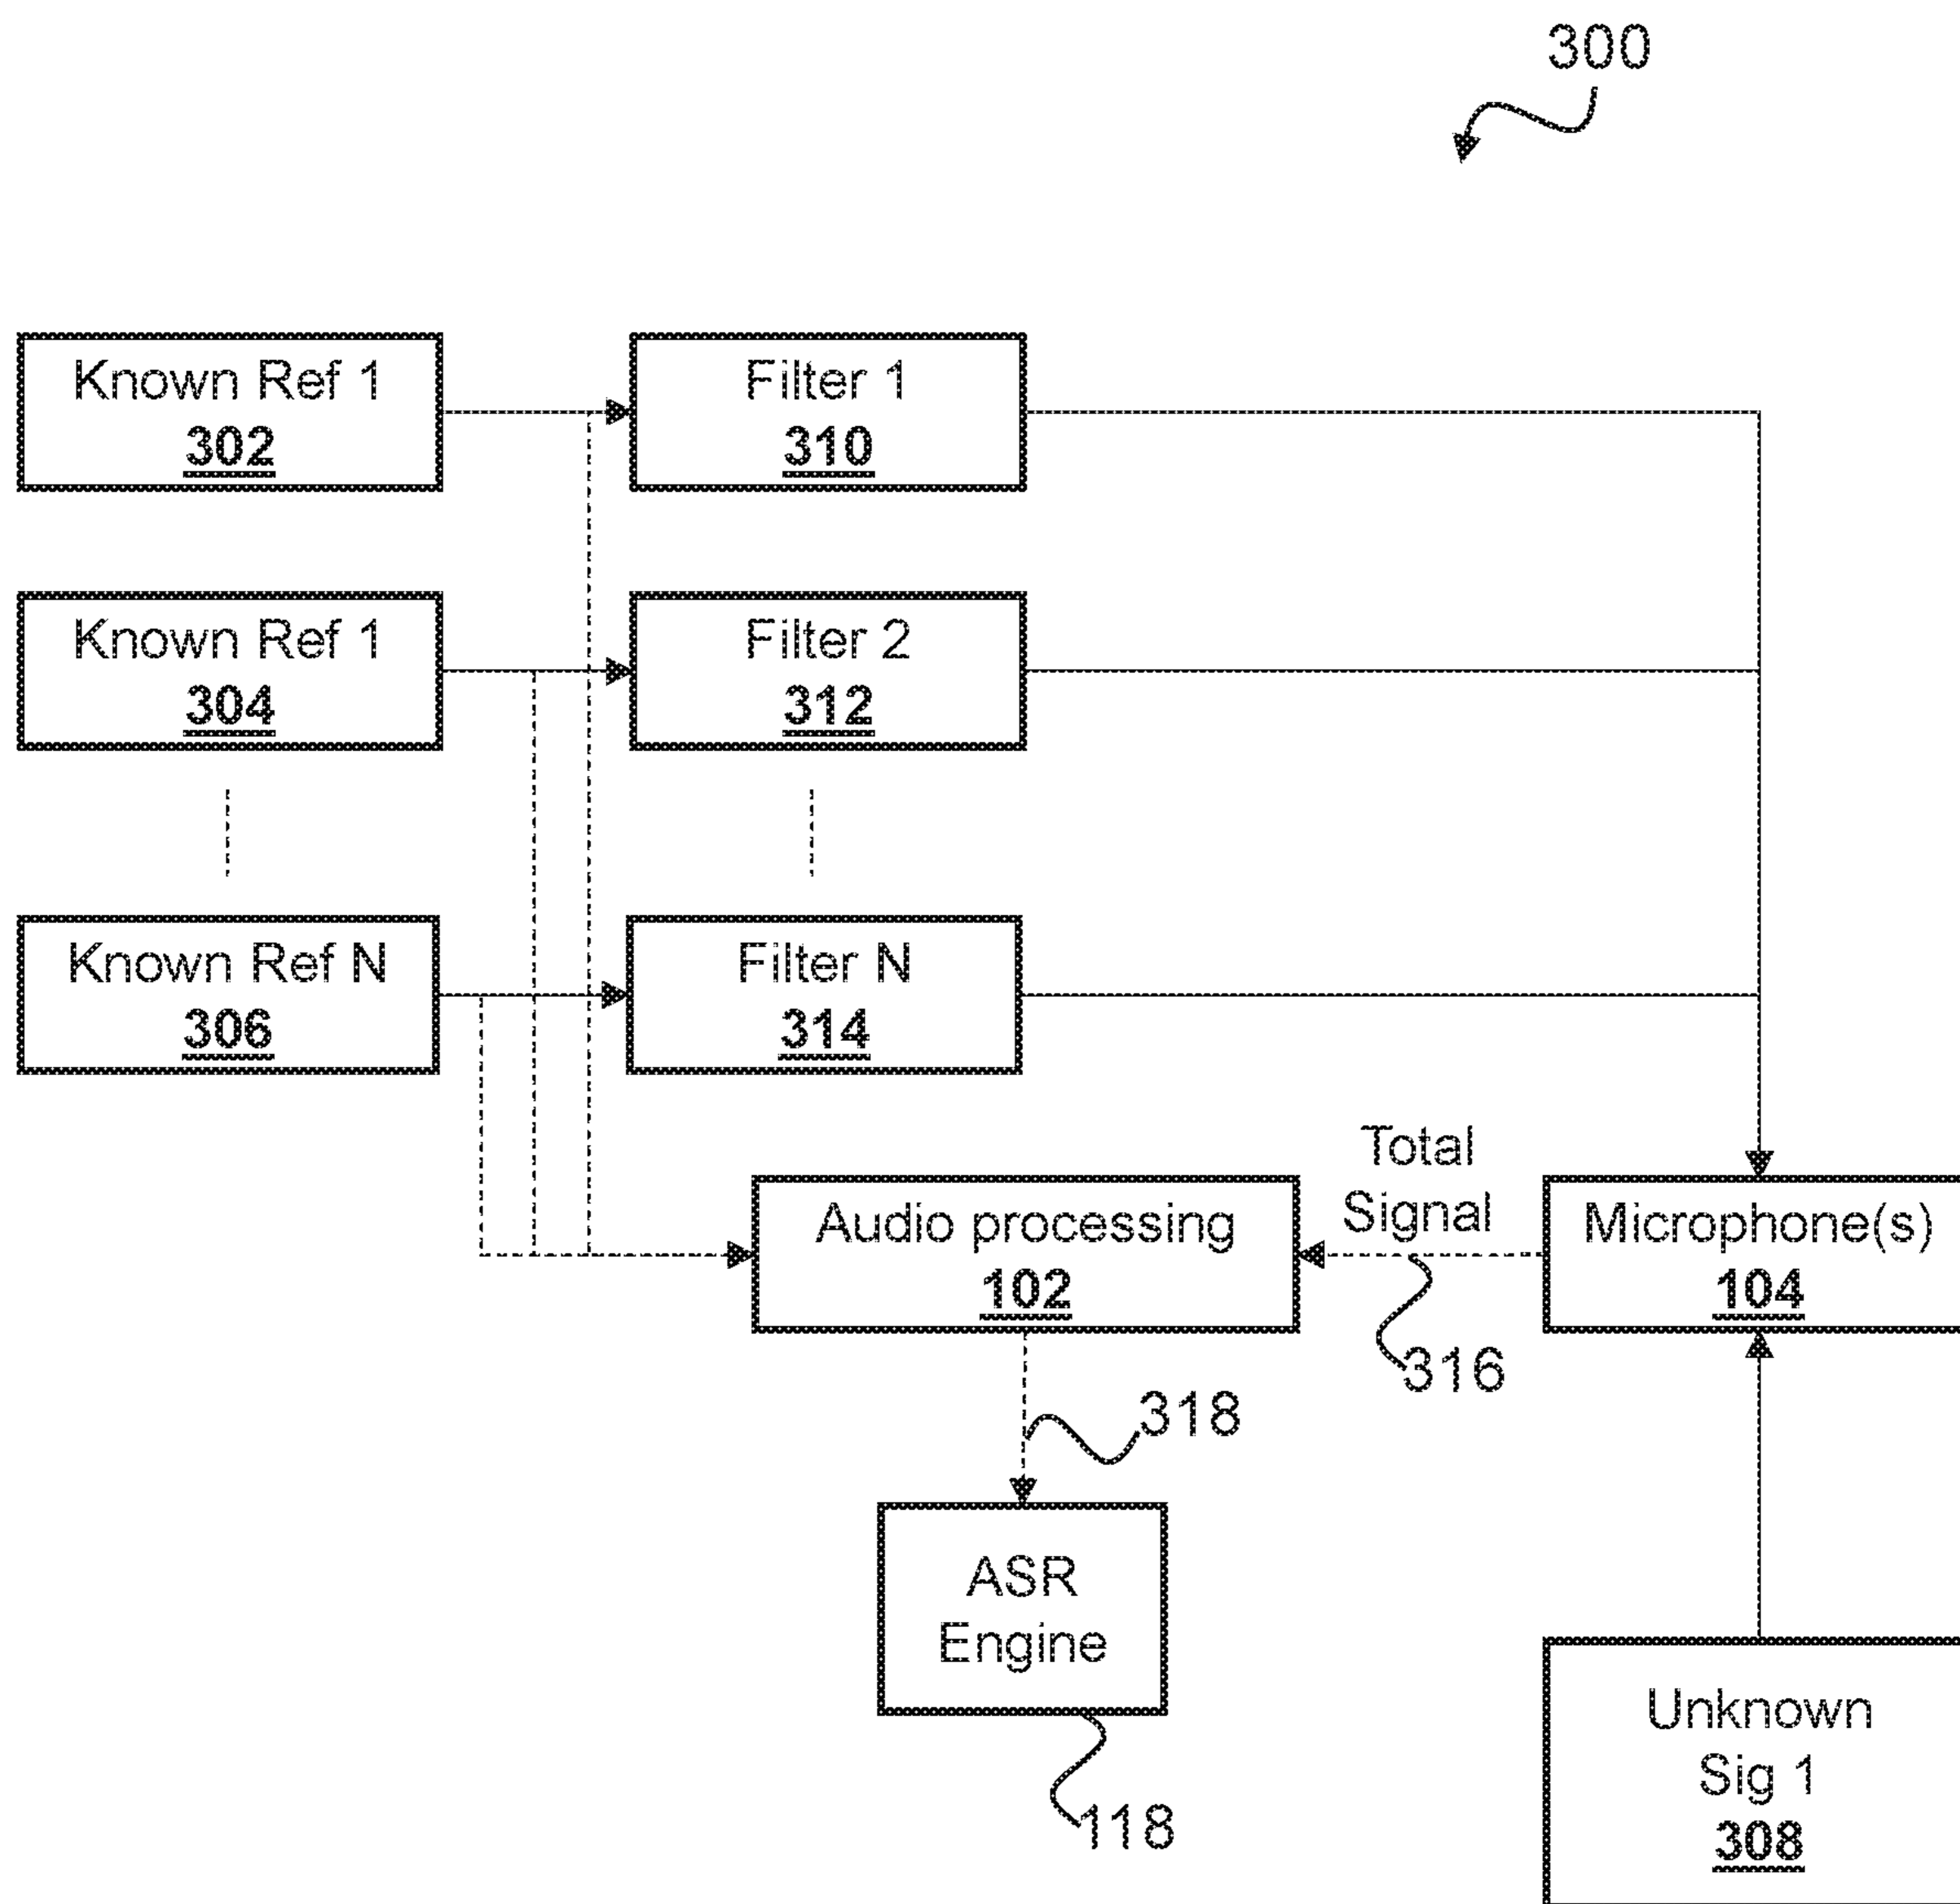 300
Known Ref 1
302
Filter 1
310
Known Ref 1
304
Filter 2
312
Known Ref N
306
Filter N
314
Total
Signal
Audio processing
102
Microphone(s)
104
316
318
ASR
Engine
118
Unknown
Sig 1
308